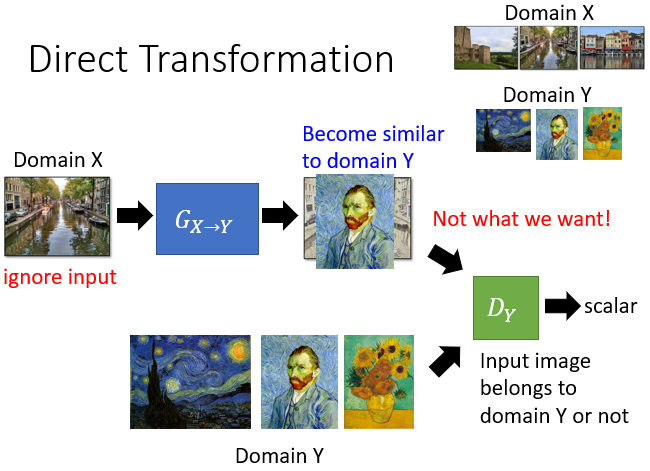 Direct Transformation
Domain X
Domain Y
Become similar
to domain Y
Domain X
G_{X→Y}
Not what we want!
ignore input
D_Y
scalar
Input image
belongs to
domain Y or not
Domain Y